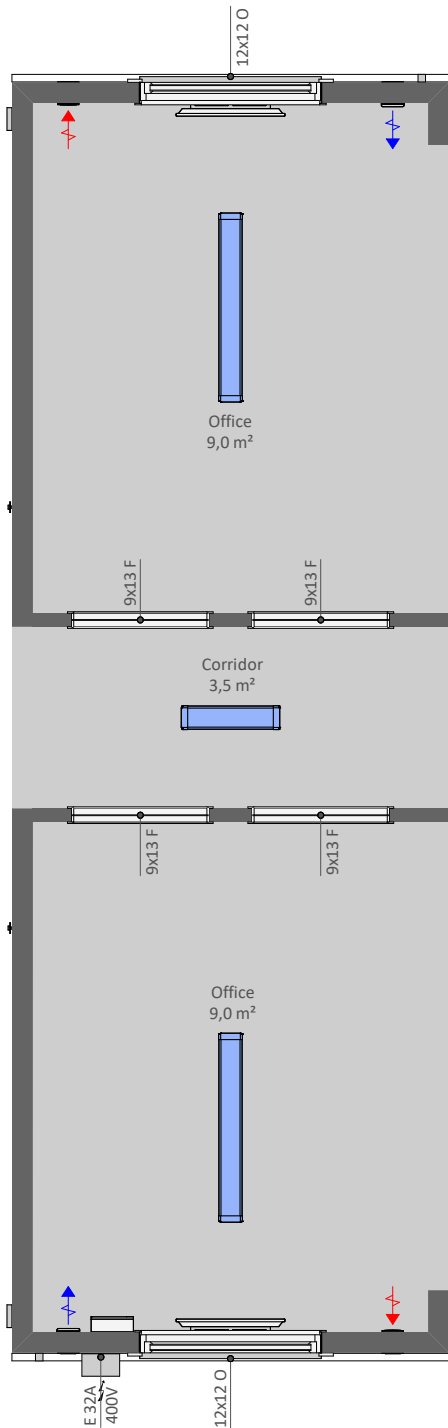 12x12 O
Office
9,0 m²
9x13 F
9x13 F
Corridor
3,5 m²
9x13 F
9x13 F
Office
9,0 m²
E 32A
400V
12x12 O